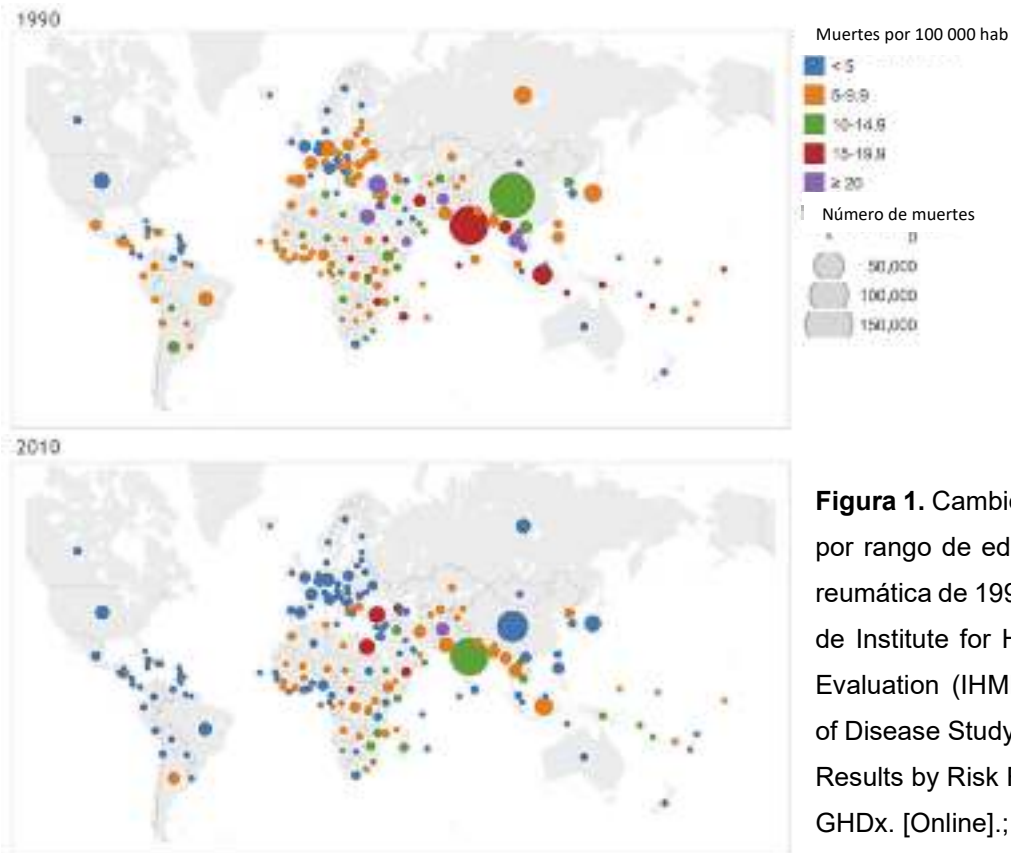 1990
Muertes por 100 000 hab
< 5
5-9.9
10-14.9
15-19.9
≥ 20
Número de muertes
0
50,000
100,000
150,000
2010
Figura 1. Cambio
por rango de ed
reumática de 199
de Institute for H
Evaluation (IHM
of Disease Study
Results by Risk
GHDx. [Online].;